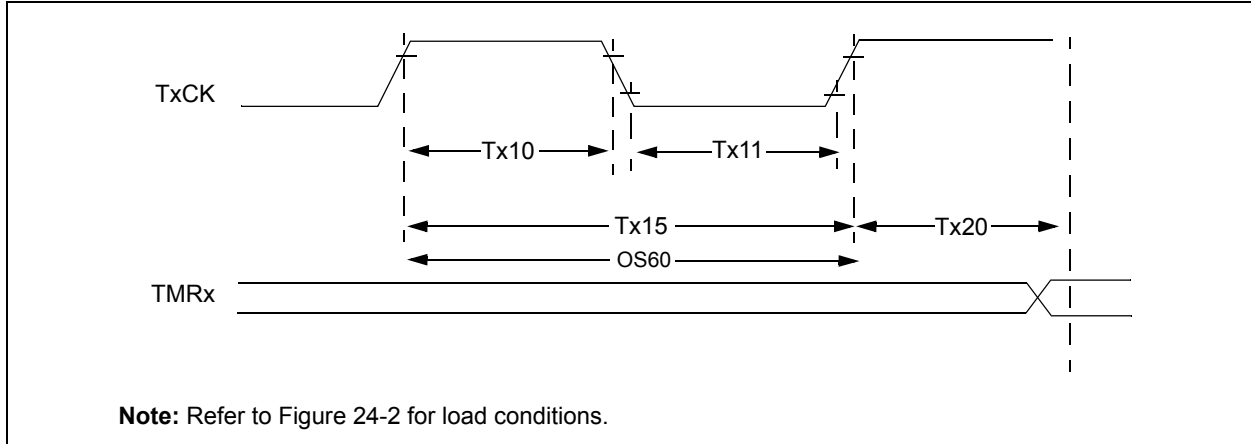 TxCK
Tx10
Tx11
Tx15
Tx20
OS60
TMRx
Note: Refer to Figure 24-2 for load conditions.